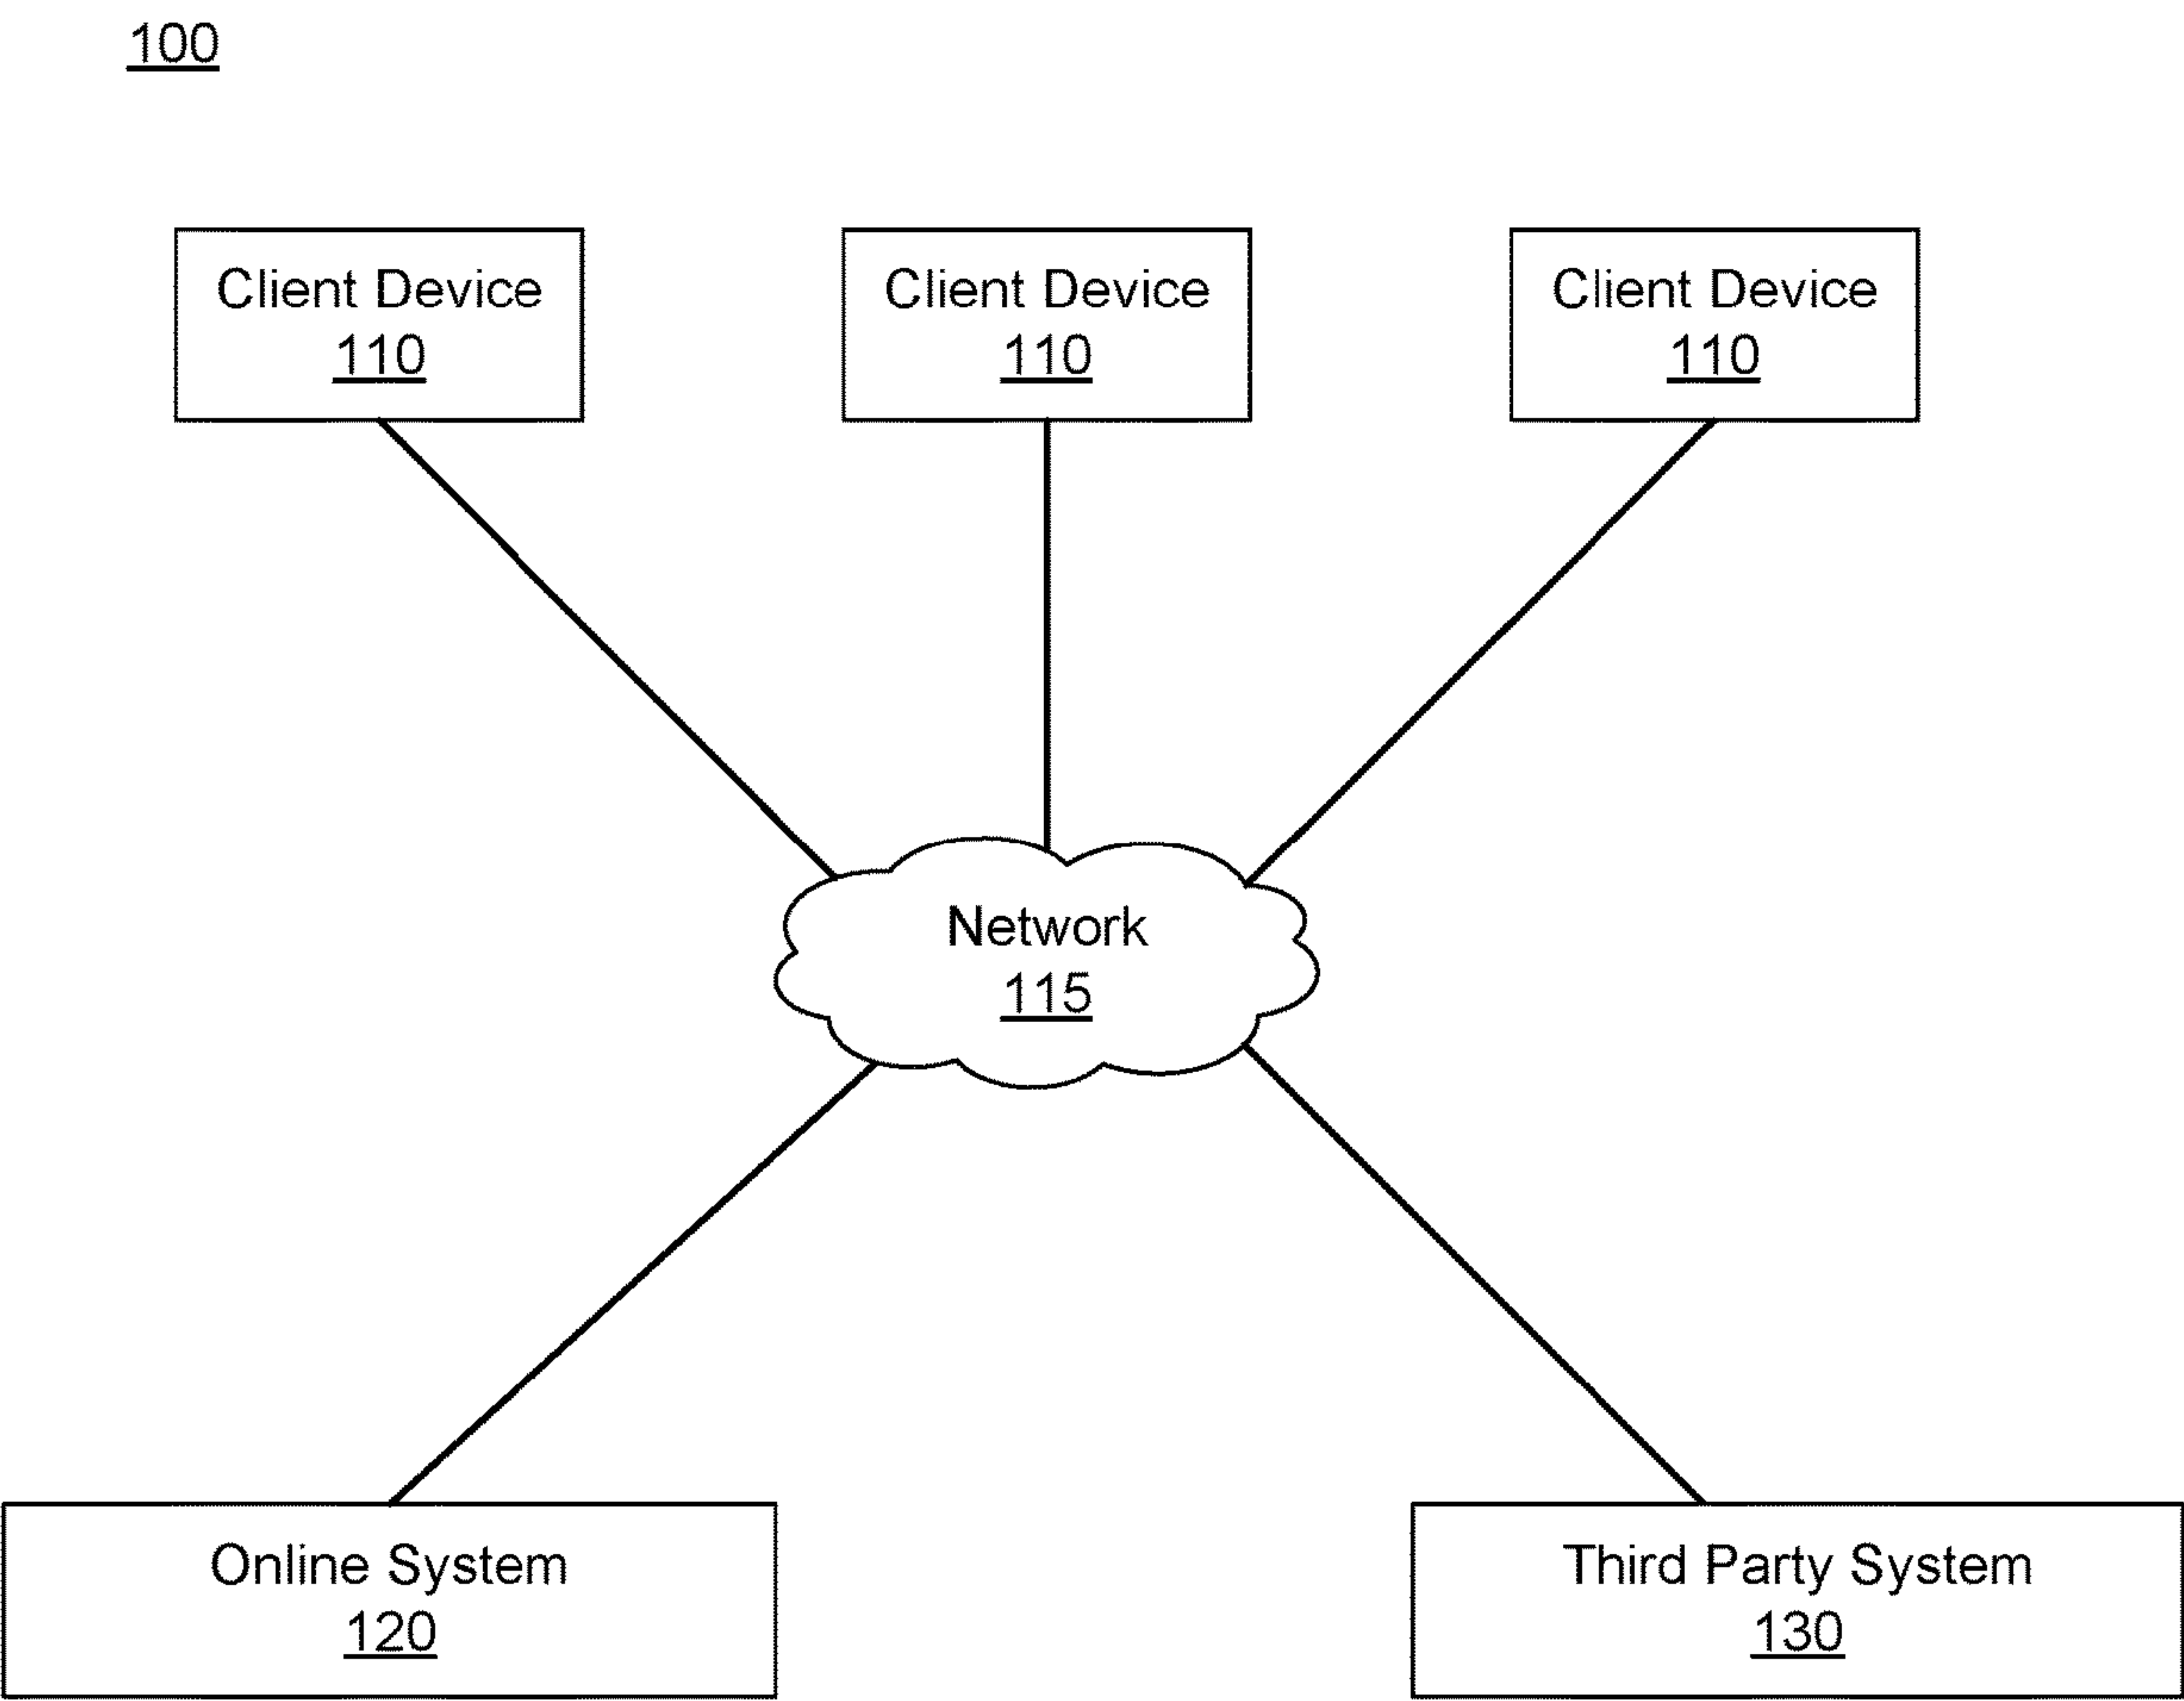 100
Client Device
110
Client Device
110
Client Device
110
Network
115
Online System
120
Third Party System
130